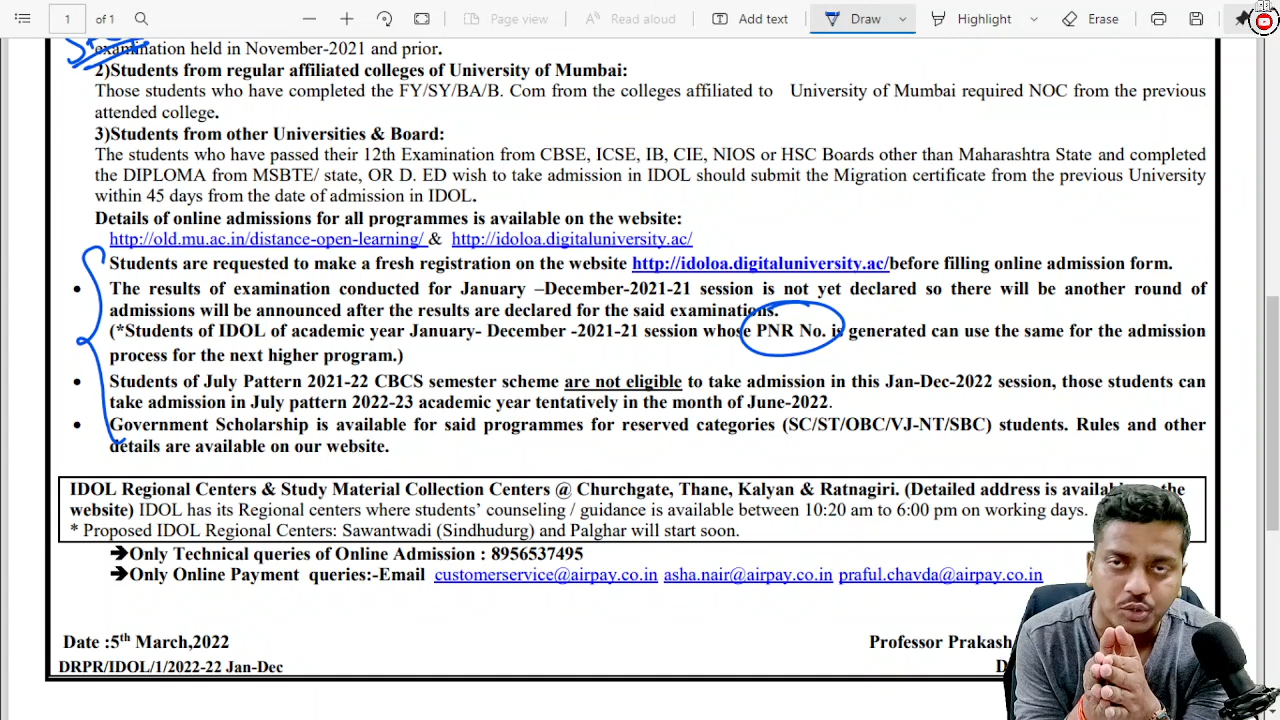 1 of 1 Page view Read aloud Add text Draw Highlight Erase
examination held in November-2021 and prior.
2)Students from regular affiliated colleges of University of Mumbai:
Those students who have completed the FY/SY/BA/B. Com from the colleges affiliated to University of Mumbai required NOC from the previous
attended college.
3)Students from other Universities & Board:
The students who have passed their 12th Examination from CBSE, ICSE, IB, CIE, NIOS or HSC Boards other than Maharashtra State and completed
the DIPLOMA from MSBTE/ state, OR D. ED wish to take admission in IDOL should submit the Migration certificate from the previous University
within 45 days from the date of admission in IDOL.
Details of online admissions for all programmes is available on the website:
http://old.mu.ac.in/distance-open-learning/ & http://idoloa.digitaluniversity.ac/
Students are requested to make a fresh registration on the website http://idoloa.digitaluniversity.ac/before filling online admission form.
• The results of examination conducted for January –December-2021-21 session is not yet declared so there will be another round of
admissions will be announced after the results are declared for the said examinations.
(*Students of IDOL of academic year January- December -2021-21 session whose PNR No. is generated can use the same for the admission
process for the next higher program.)
• Students of July Pattern 2021-22 CBCS semester scheme are not eligible to take admission in this Jan-Dec-2022 session, those students can
take admission in July pattern 2022-23 academic year tentatively in the month of June-2022.
• Government Scholarship is available for said programmes for reserved categories (SC/ST/OBC/VJ-NT/SBC) students. Rules and other
details are available on our website.
IDOL Regional Centers & Study Material Collection Centers @ Churchgate, Thane, Kalyan & Ratnagiri. (Detailed address is available the
website) IDOL has its Regional centers where students’ counseling / guidance is available between 10:20 am to 6:00 pm on working days.
* Proposed IDOL Regional Centers: Sawantwadi (Sindhudurg) and Palghar will start soon.
➔Only Technical queries of Online Admission : 8956537495
➔Only Online Payment queries:-Email customerservice@airpay.co.in asha.nair@airpay.co.in praful.chavda@airpay.co.in
Date :5th March,2022 Professor Prakash
DRPR/IDOL/1/2022-22 Jan-Dec D